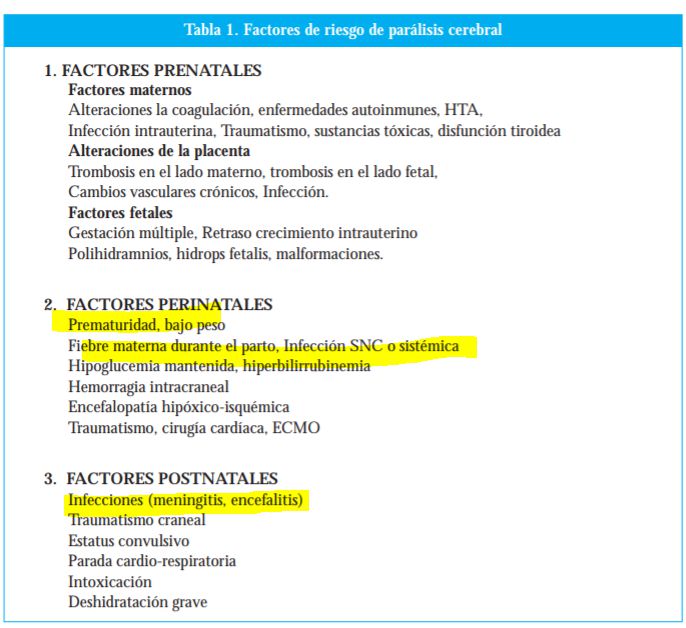 Tabla 1. Factores de riesgo de parálisis cerebral
1. FACTORES PRENATALES
Factores maternos
Alteraciones la coagulación, enfermedades autoinmunes, HTA,
Infección intrauterina, Traumatismo, sustancias tóxicas, disfunción tiroidea
Alteraciones de la placenta
Trombosis en el lado materno, trombosis en el lado fetal,
Cambios vasculares crónicos, Infección.
Factores fetales
Gestación múltiple, Retraso crecimiento intrauterino
Polihidramnios, hidrops fetalis, malformaciones.
2. FACTORES PERINATALES
Prematuridad, bajo peso
Fiebre materna durante el parto, Infección SNC o sistémica
Hipoglucemia mantenida, hiperbilirrubinemia
Hemorragia intracraneal
Encefalopatía hipóxico-isquémica
Traumatismo, cirugía cardíaca, ECMO
3. FACTORES POSTNATALES
Infecciones (meningitis, encefalitis)
Traumatismo craneal
Estatus convulsivo
Parada cardio-respiratoria
Intoxicación
Deshidratación grave